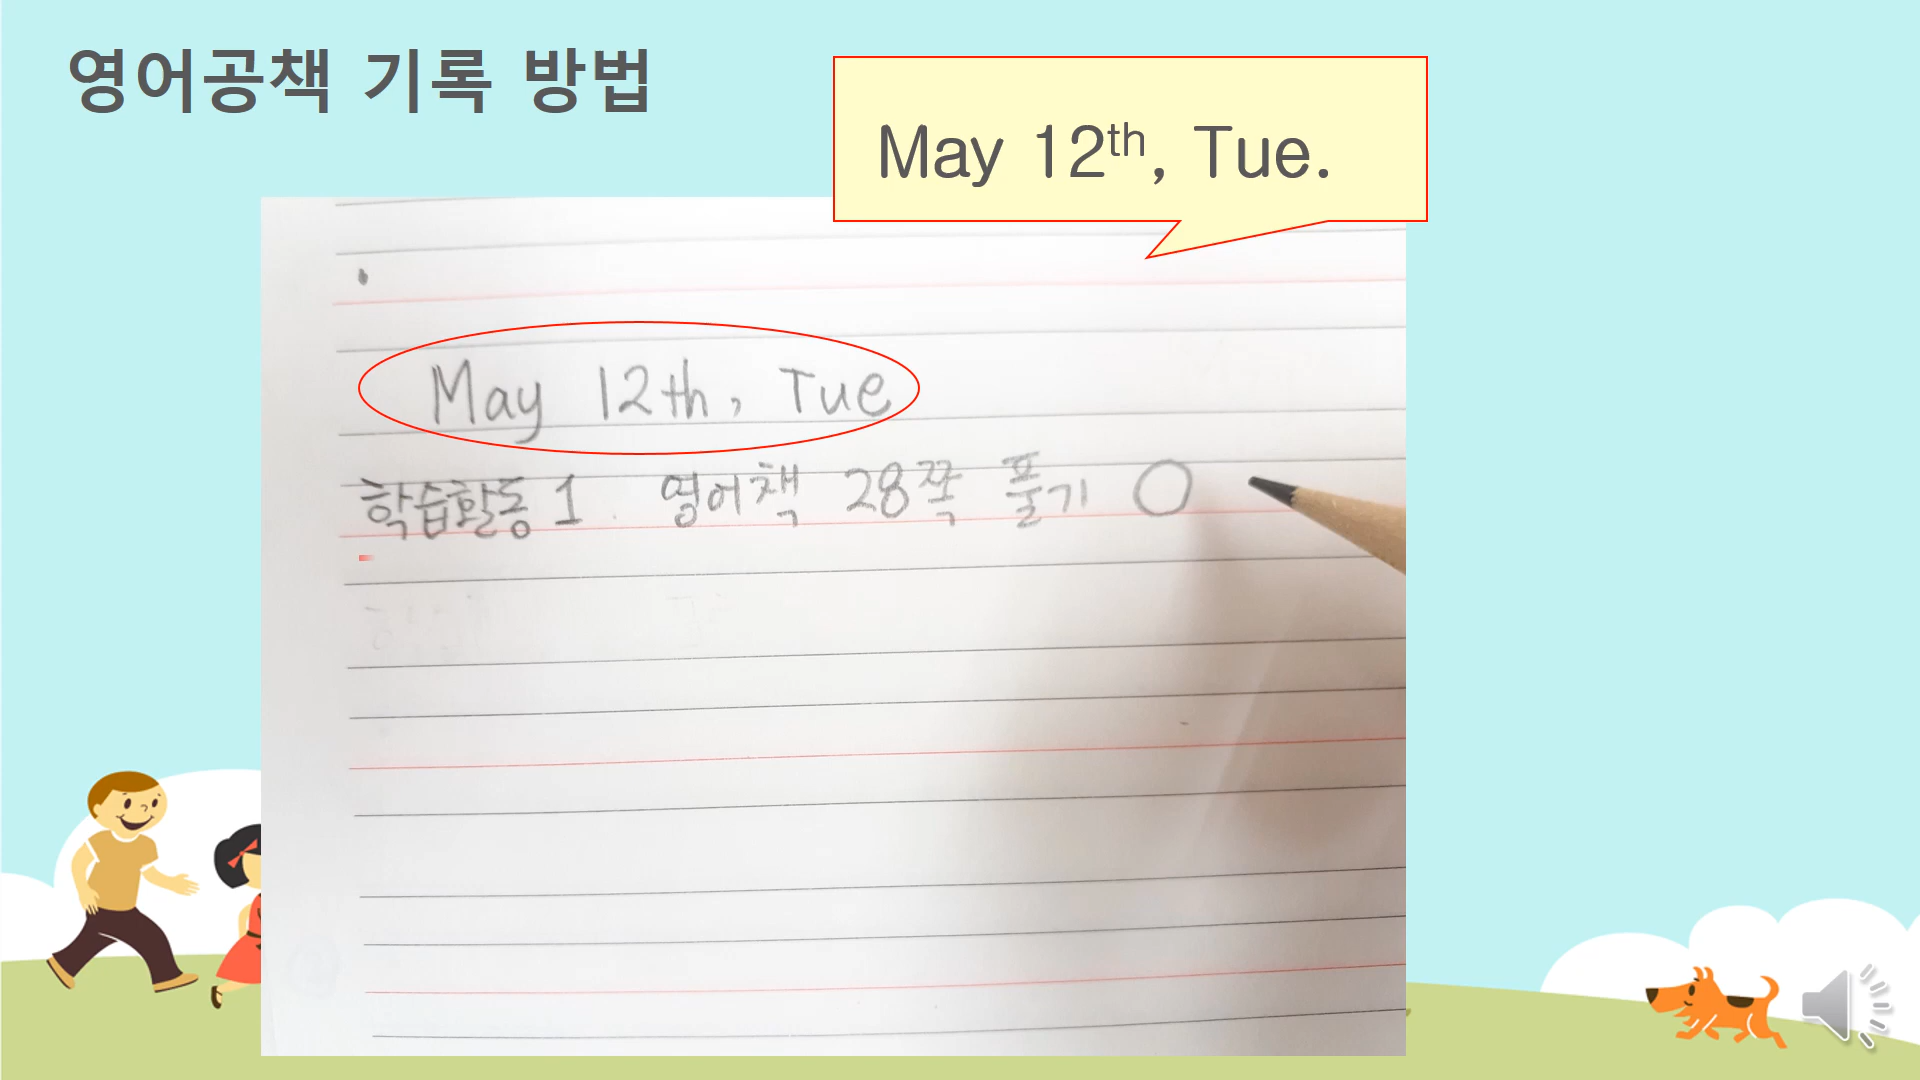 영어공책 기록 방법
May 12th, Tue.
May 12th, Tue
학습활동 1 영어책 28쪽 풀기 ○